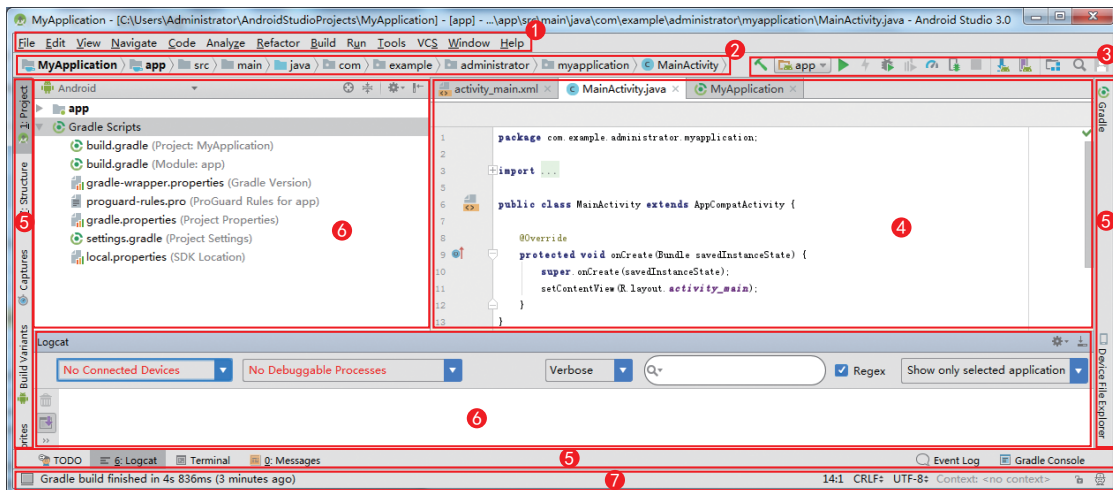 MyApplication - [C:\Users\Administrator\AndroidStudioProjects\MyApplication] - [app] - ...\app\src\main\java\com\example\administrator\myapplication\MainActivity.java - Android Studio 3.0
File Edit View Navigate Code Analyze Refactor Build Run Tools VCS Window Help
1
2
3
MyApplication app src main java com example administrator myapplication MainActivity
app
1: Project
Structure
5
Captures
Build Variants
Android
app
Gradle Scripts
build.gradle (Project: MyApplication)
build.gradle (Module: app)
gradle-wrapper.properties (Gradle Version)
proguard-rules.pro (ProGuard Rules for app)
gradle.properties (Project Properties)
settings.gradle (Project Settings)
local.properties (SDK Location)
6
activity_main.xml MainActivity.java MyApplication
1 package com.example.administrator.myapplication;
2
3 import ...
5
6 public class MainActivity extends AppCompatActivity {
7
8 @Override
9 protected void onCreate(Bundle savedInstanceState) {
10 super.onCreate(savedInstanceState);
11 setContentView(R.layout.activity_main);
12 }
13 }
4
Gradle
5
Device File Explorer
Logcat
No Connected Devices No Debuggable Processes Verbose Regex Show only selected application
6
TODO 6: Logcat Terminal 0: Messages 5 Event Log Gradle Console
Gradle build finished in 4s 836ms (3 minutes ago) 7 14:1 CRLF UTF-8 Context: <no context>